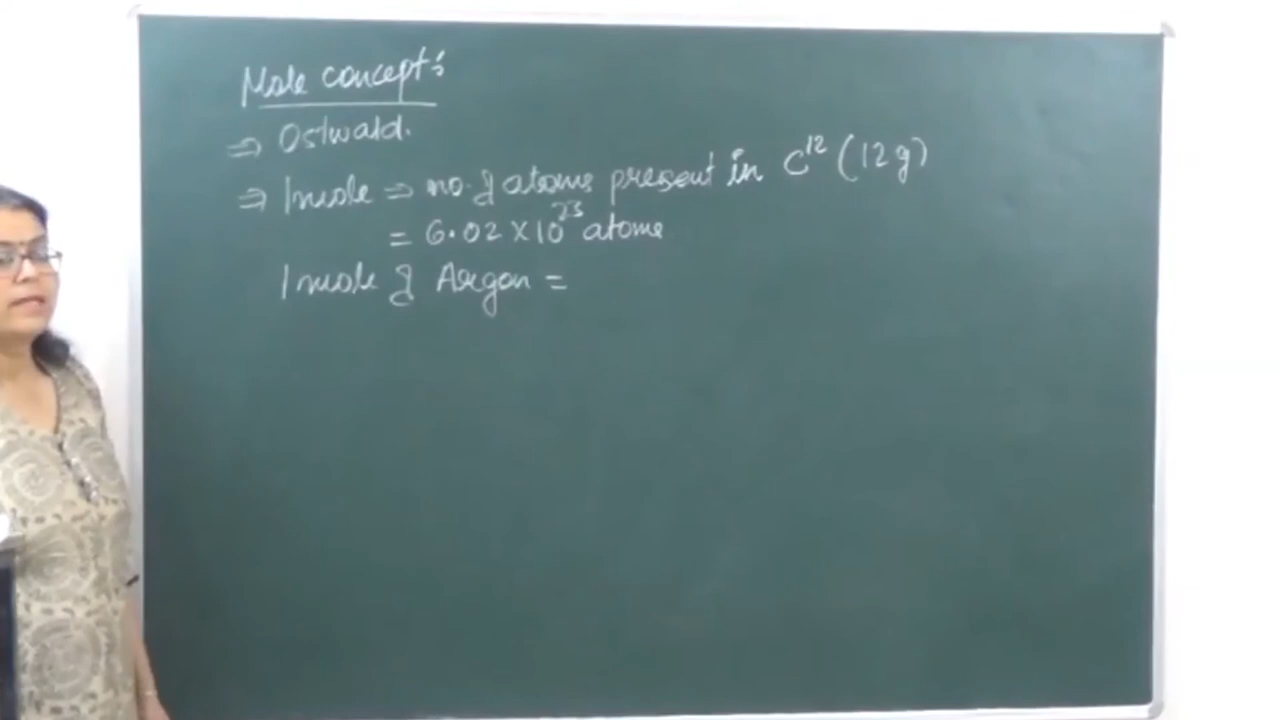 Mole concept:
⇒ Ostwald.
⇒ 1 mole ⇒ no. of atoms present in C¹² (12g)
= 6.02 × 10²³ atoms
1 mole of Argon =